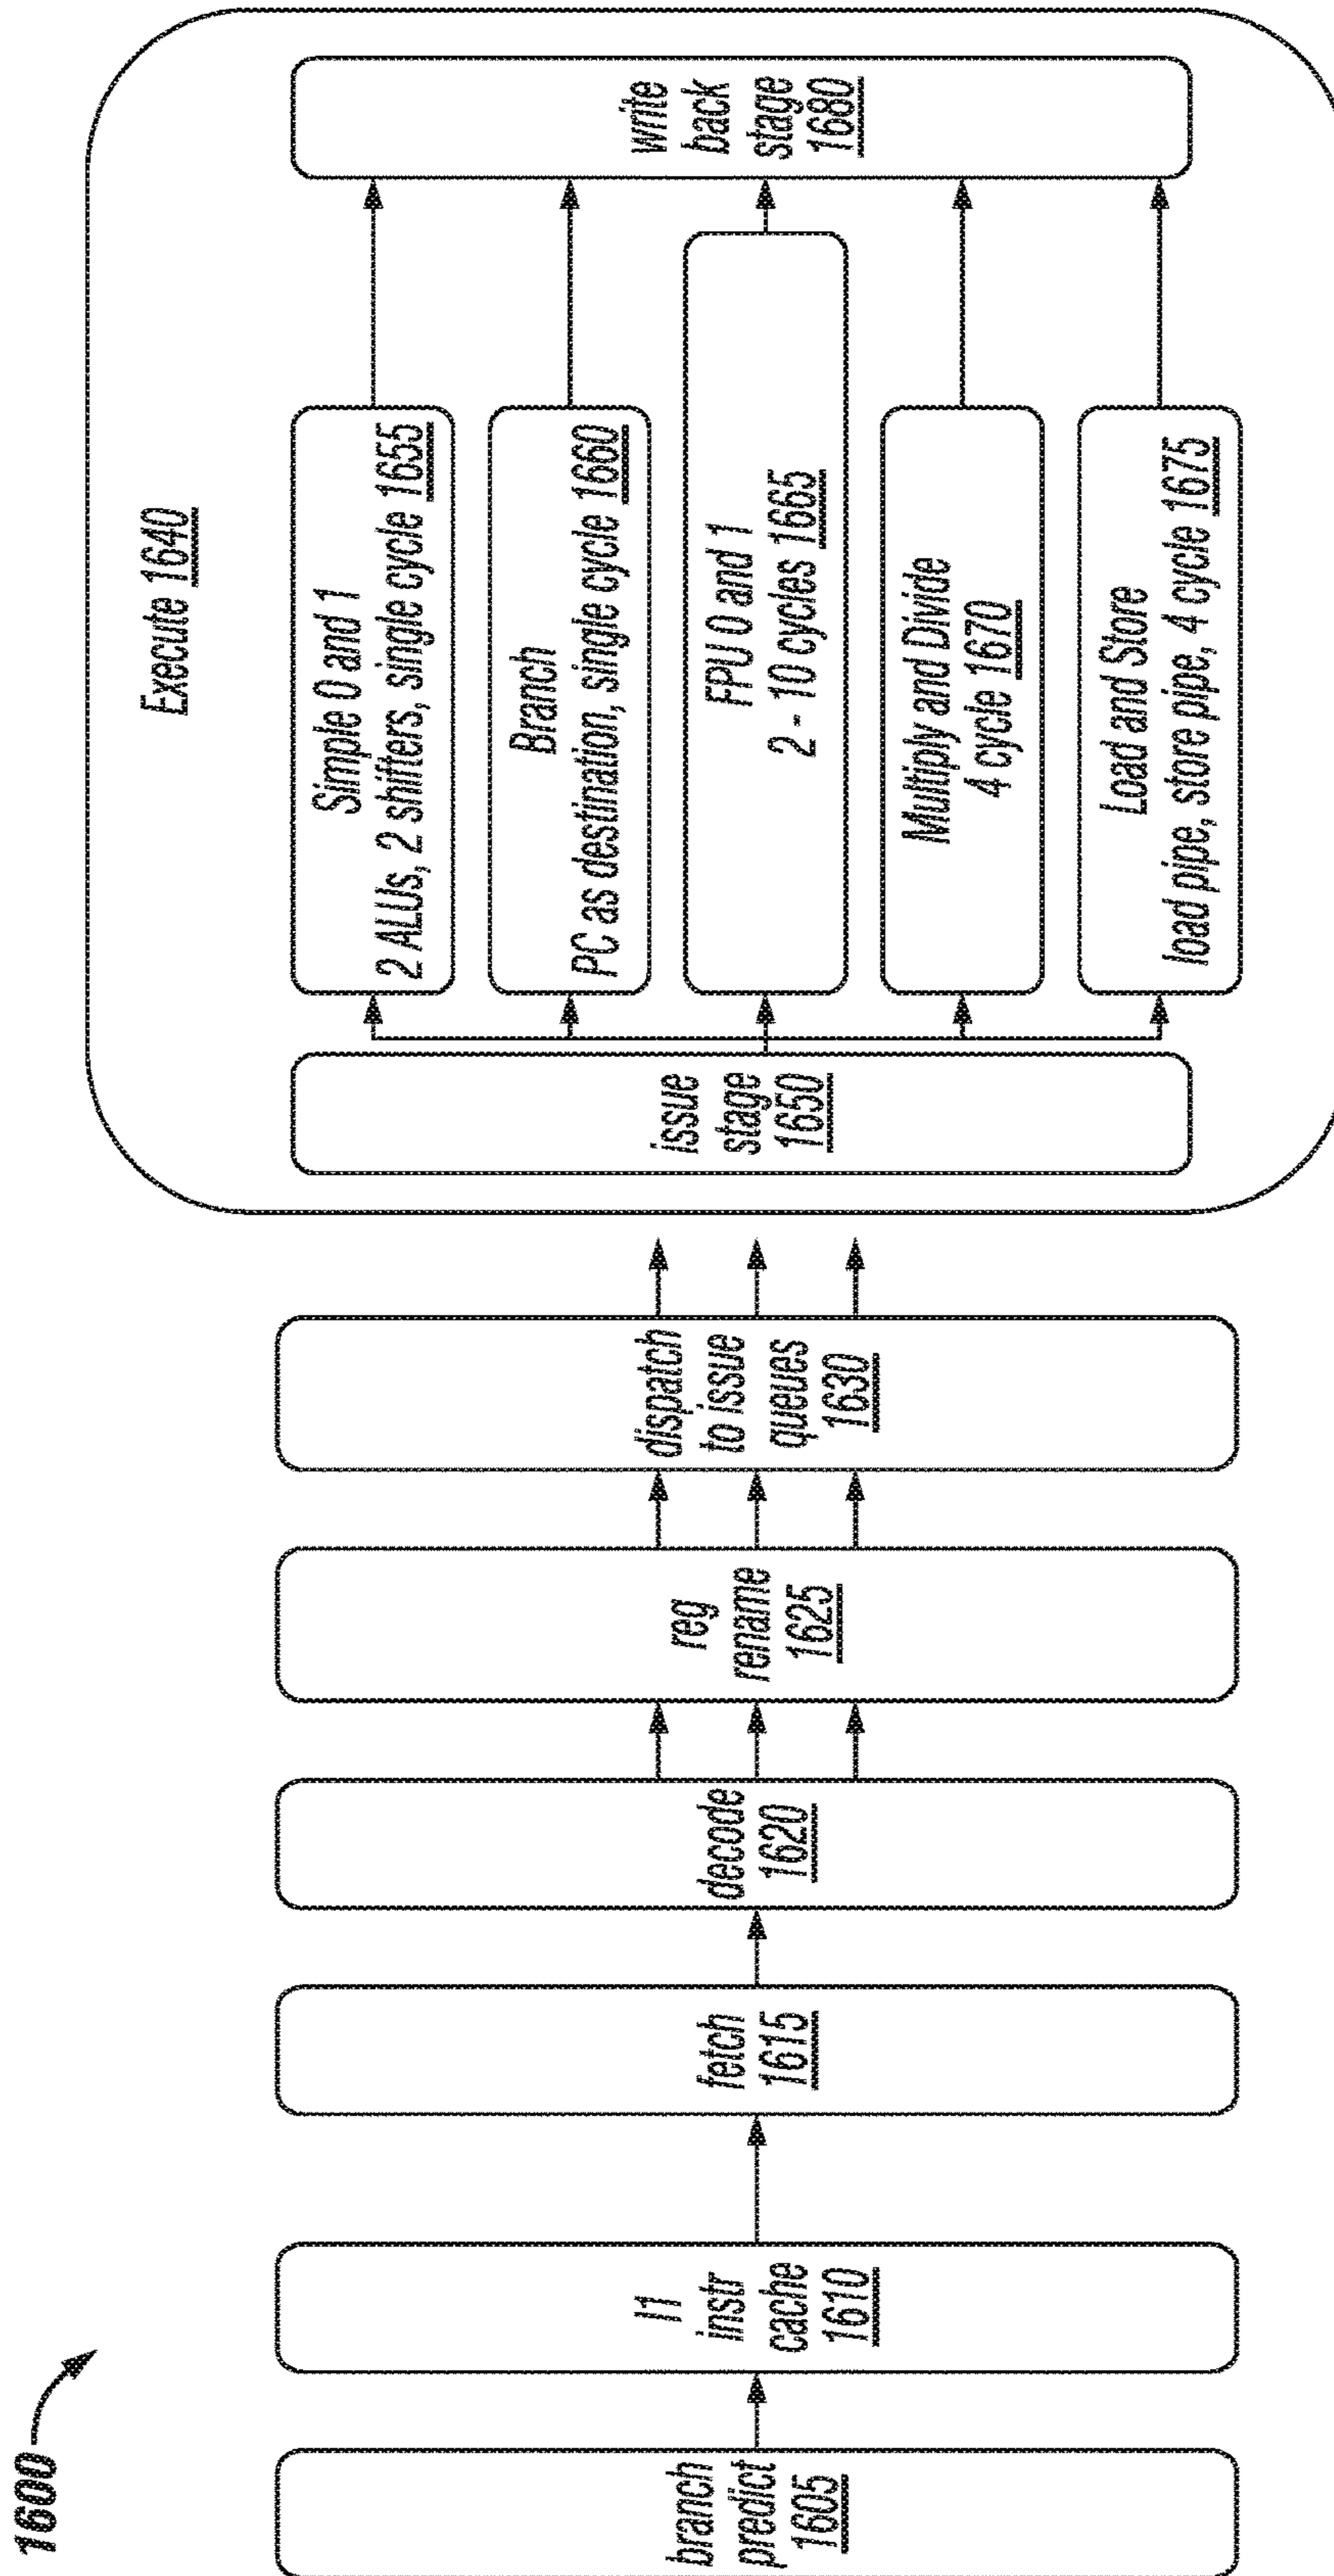 1600
branch
predict
1605
I1
instr
cache
1610
fetch
1615
decode
1620
reg
rename
1625
dispatch
to issue
queues
1630
Execute 1640
issue
stage
1650
Simple 0 and 1
2 ALUs, 2 shifters, single cycle 1655
Branch
PC as destination, single cycle 1660
FPU 0 and 1
2 - 10 cycles 1665
Multiply and Divide
4 cycle 1670
Load and Store
load pipe, store pipe, 4 cycle 1675
write
back
stage
1680